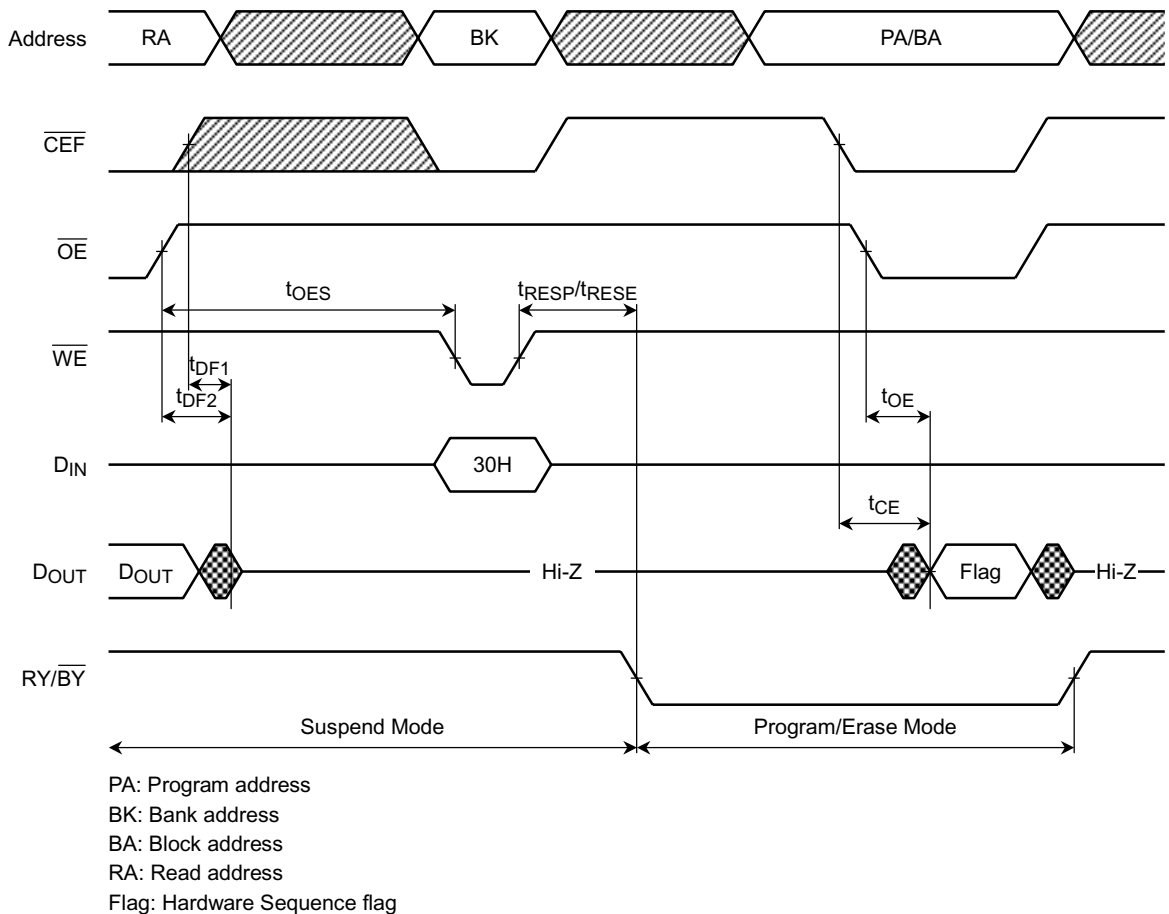 Address RA BK PA/BA
CEF
OE
tOES tRESP/tRESE
WE
tDF1
tDF2 tOE
DIN 30H
tCE
DOUT DOUT Hi-Z Flag Hi-Z
RY/BY
Suspend Mode Program/Erase Mode
PA: Program address
BK: Bank address
BA: Block address
RA: Read address
Flag: Hardware Sequence flag